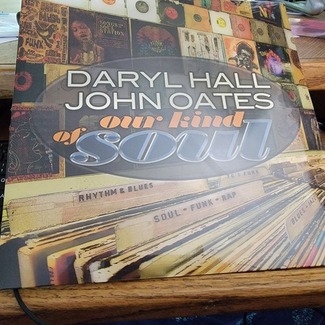 DARYL HALL
JOHN OATES
our kind
of soul
RHYTHM & BLUES
SOUL - FUNK - RAP